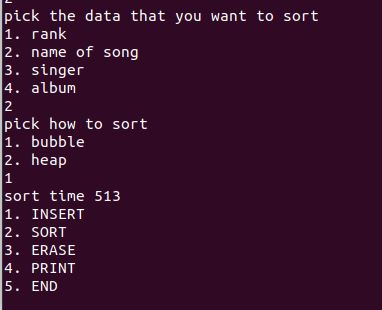 pick the data that you want to sort
1. rank
2. name of song
3. singer
4. album
2
pick how to sort
1. bubble
2. heap
1
sort time 513
1. INSERT
2. SORT
3. ERASE
4. PRINT
5. END